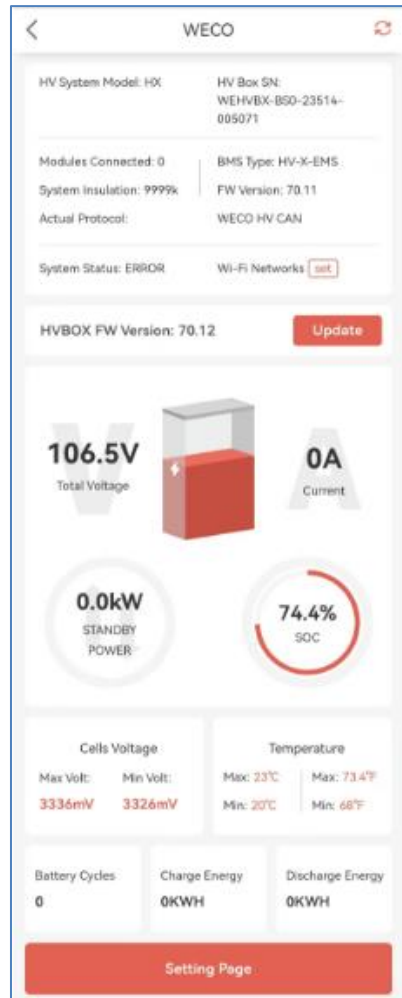 WECO
HV System Model: HX
HV Box SN:
WEHVBX-BS0-23514-
005071
Modules Connected: 0
BMS Type: HV-X-EMS
System Insulation: 9999k
FW Version: 70.11
Actual Protocol:
WECO HV CAN
System Status: ERROR
Wi-Fi Networks set
HVBOX FW Version: 70.12
Update
V
A
106.5V
Total Voltage
0A
Current
0.0kW
STANDBY
POWER
74.4%
SOC
Cells Voltage
Max Volt:
Min Volt:
3336mV
3326mV
Temperature
Max: 23℃
Max: 73.4℉
Min: 20℃
Min: 68℉
Battery Cycles
0
Charge Energy
0KWH
Discharge Energy
0KWH
Setting Page